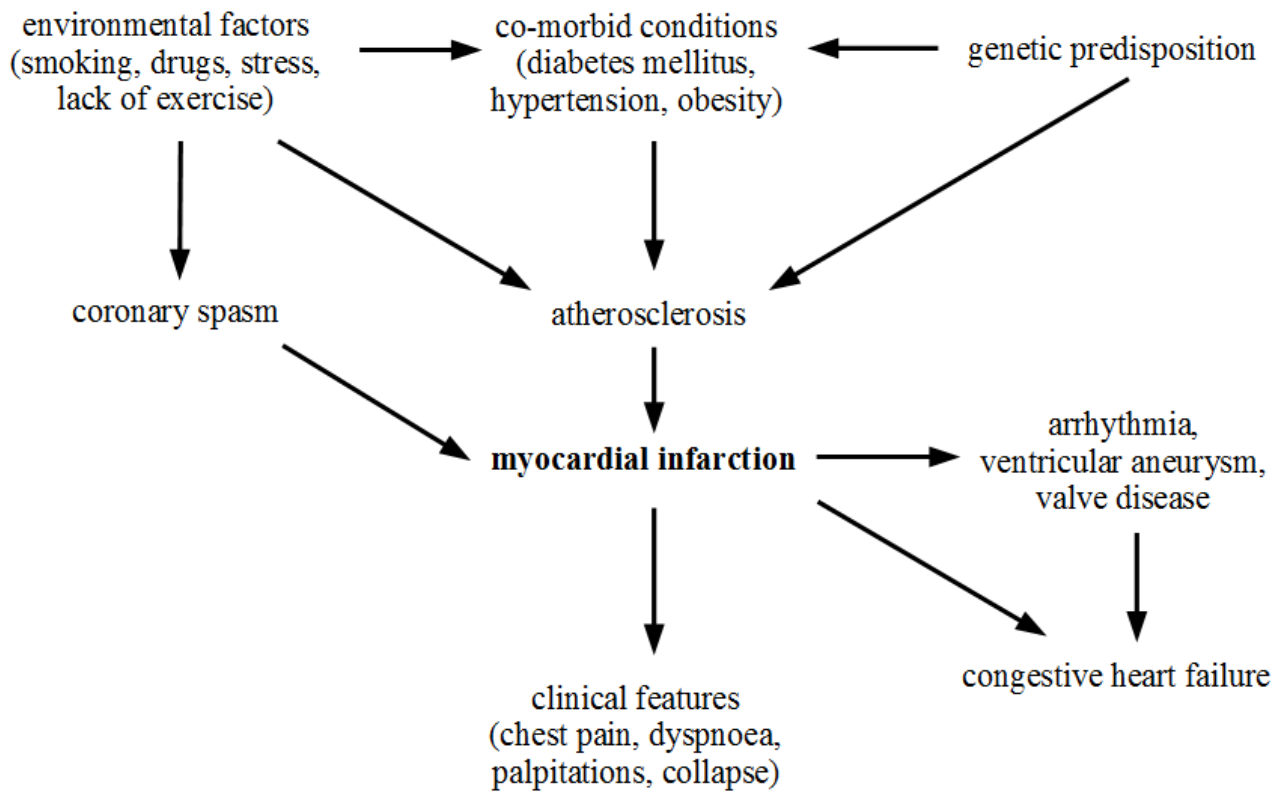 environmental factors
(smoking, drugs, stress,
lack of exercise)
co-morbid conditions
(diabetes mellitus,
hypertension, obesity)
genetic predisposition
coronary spasm
atherosclerosis
myocardial infarction
arrhythmia,
ventricular aneurysm,
valve disease
congestive heart failure
clinical features
(chest pain, dyspnoea,
palpitations, collapse)